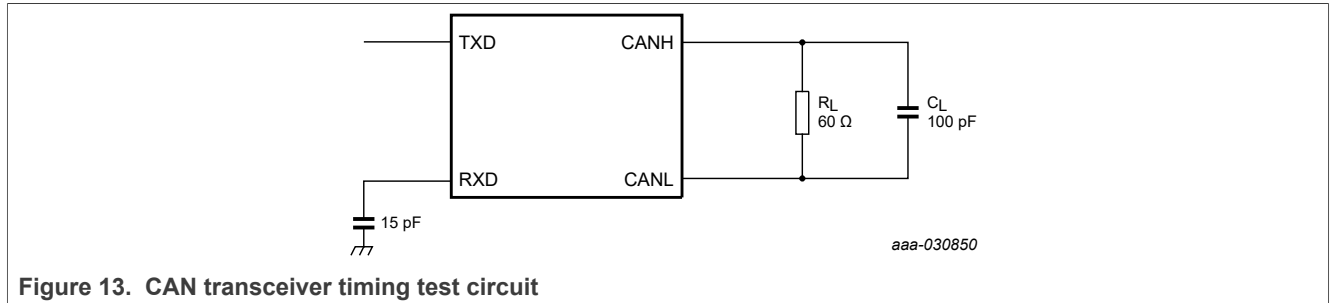 TXD CANH
RL
60 Ω
CL
100 pF
RXD CANL
15 pF
aaa-030850
Figure 13. CAN transceiver timing test circuit